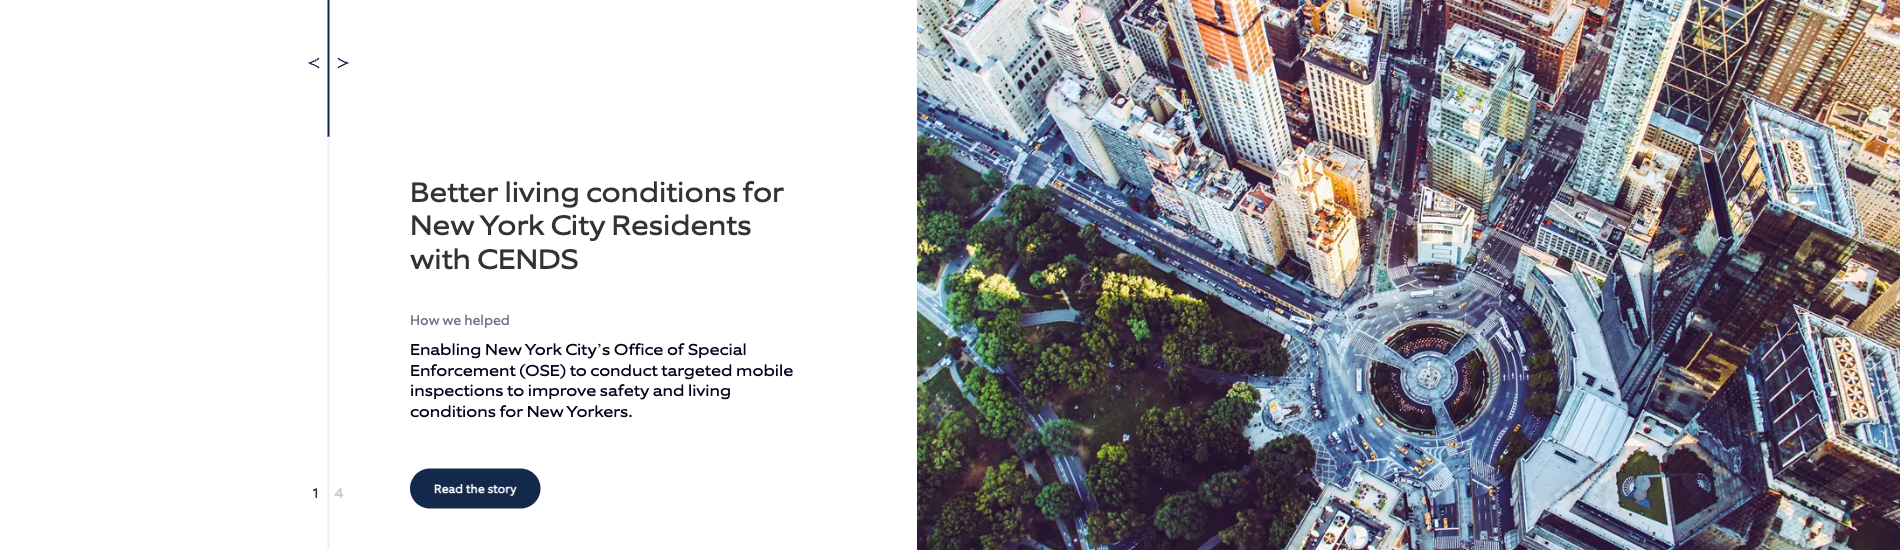 < >
Better living conditions for
New York City Residents
with CENDS
How we helped
Enabling New York City's Office of Special
Enforcement (OSE) to conduct targeted mobile
inspections to improve safety and living
conditions for New Yorkers.
Read the story
1 4